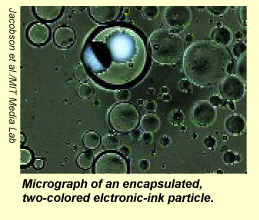 Jacobson et al /MIT Media Lab
Micrograph of an encapsulated,
two-colored elctronic-ink particle.